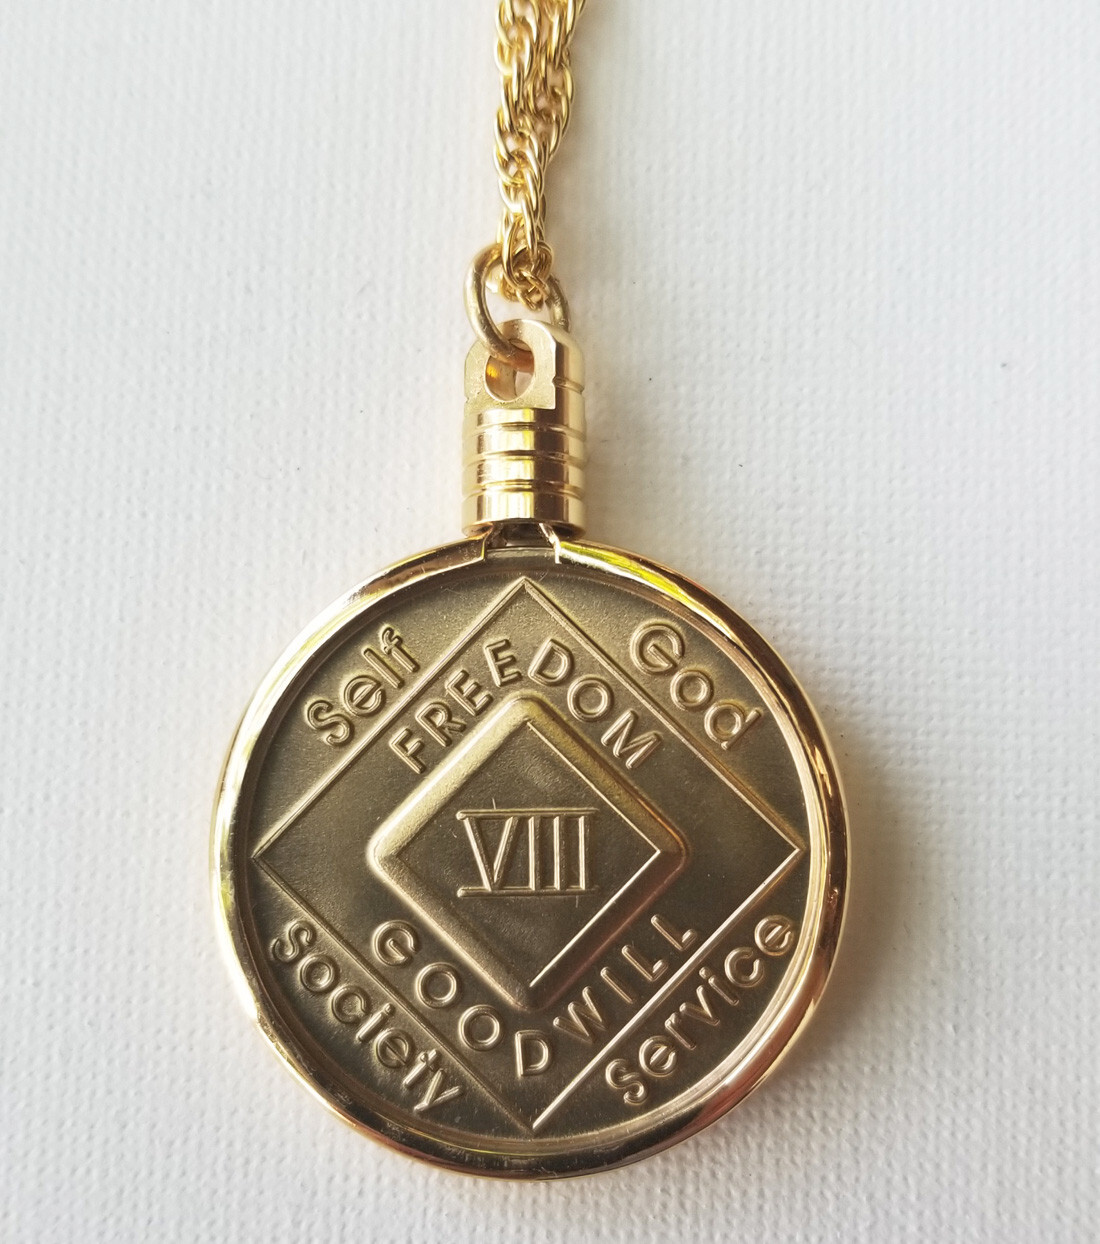 Self
God
FREEDOM
VIII
GOODWILL
Society
Service